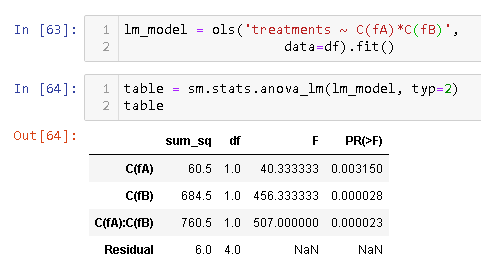 In [63]: 1 lm_model = ols('treatments ~ C(fA)*C(fB)',
2 data=df).fit()
In [64]: 1 table = sm.stats.anova_lm(lm_model, typ=2)
2 table
Out[64]:
sum_sq df F PR(>F)
C(fA) 60.5 1.0 40.333333 0.003150
C(fB) 684.5 1.0 456.333333 0.000028
C(fA):C(fB) 760.5 1.0 507.000000 0.000023
Residual 6.0 4.0 NaN NaN